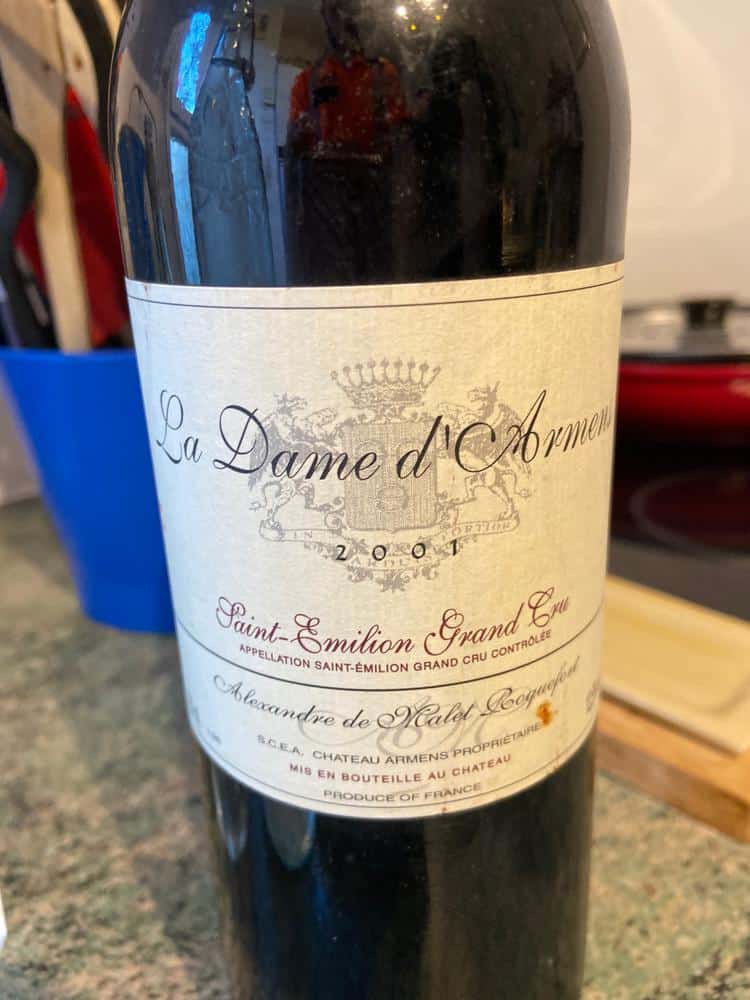 La Dame d'Armens
2001
Saint-Emilion Grand Cru
APPELLATION SAINT-ÉMILION GRAND CRU CONTRÔLÉE
Alexandre de Malet Roquefort
S.C.E.A. CHATEAU ARMENS PROPRIÉTAIRE
MIS EN BOUTEILLE AU CHATEAU
PRODUCE OF FRANCE